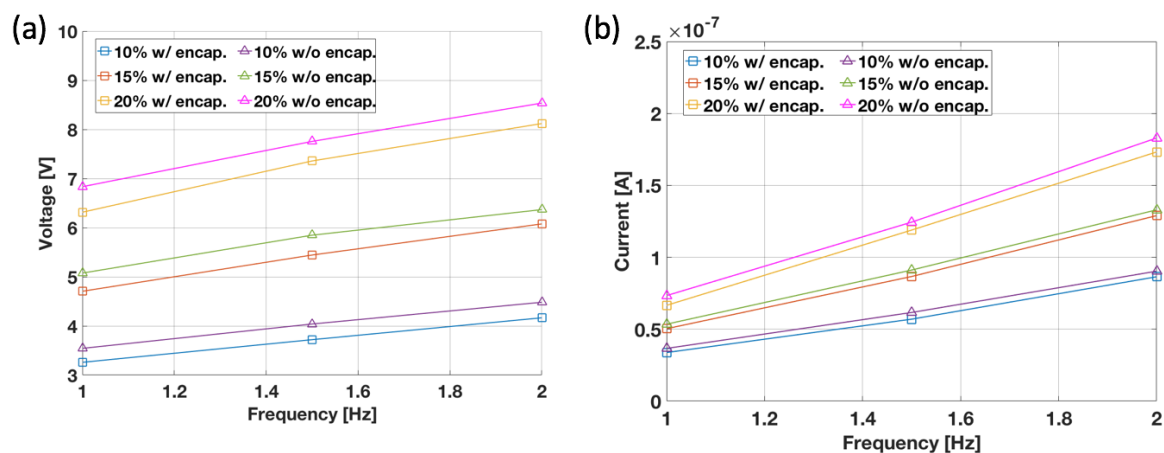 (a)
10
9
8
7
6
5
4
3
Voltage [V]
10% w/ encap. 10% w/o encap.
15% w/ encap. 15% w/o encap.
20% w/ encap. 20% w/o encap.
1 1.2 1.4 1.6 1.8 2
Frequency [Hz]
(b)
×10⁻⁷
2.5
2
1.5
1
0.5
0
Current [A]
10% w/ encap. 10% w/o encap.
15% w/ encap. 15% w/o encap.
20% w/ encap. 20% w/o encap.
1 1.2 1.4 1.6 1.8 2
Frequency [Hz]